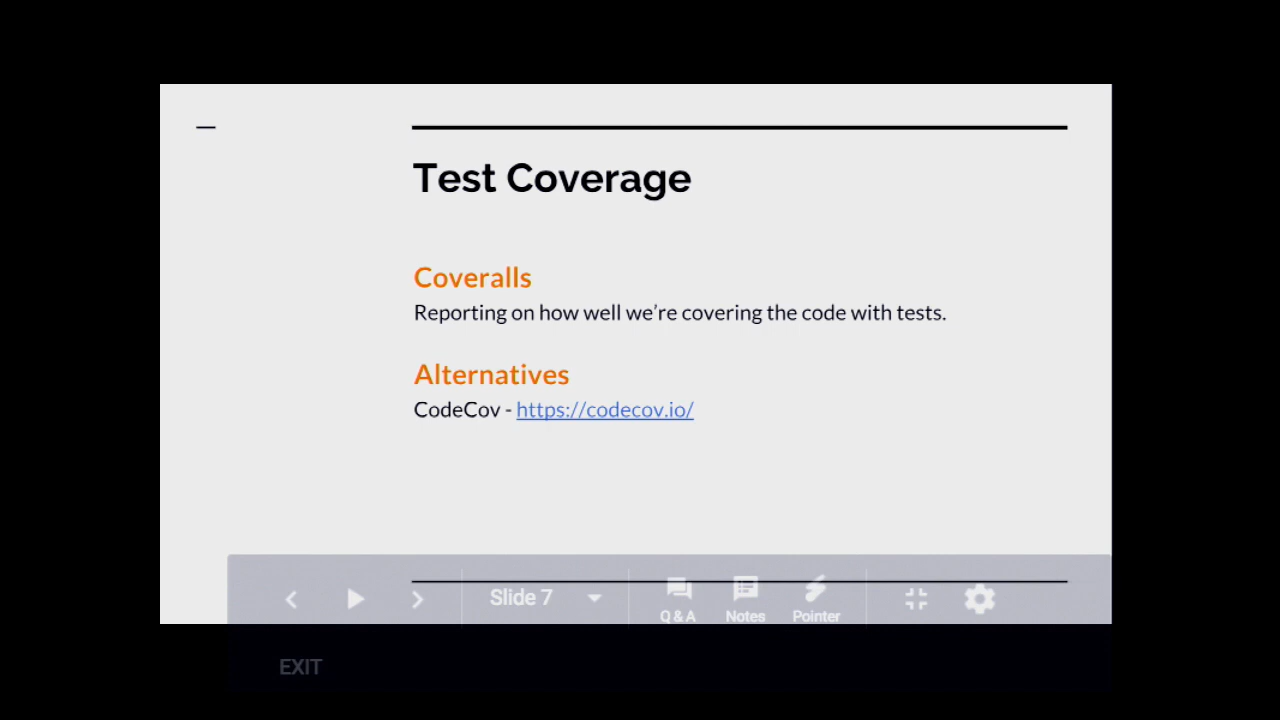 Test Coverage
Coveralls
Reporting on how well we’re covering the code with tests.
Alternatives
CodeCov - https://codecov.io/
Slide 7
Q & A Notes Pointer
EXIT